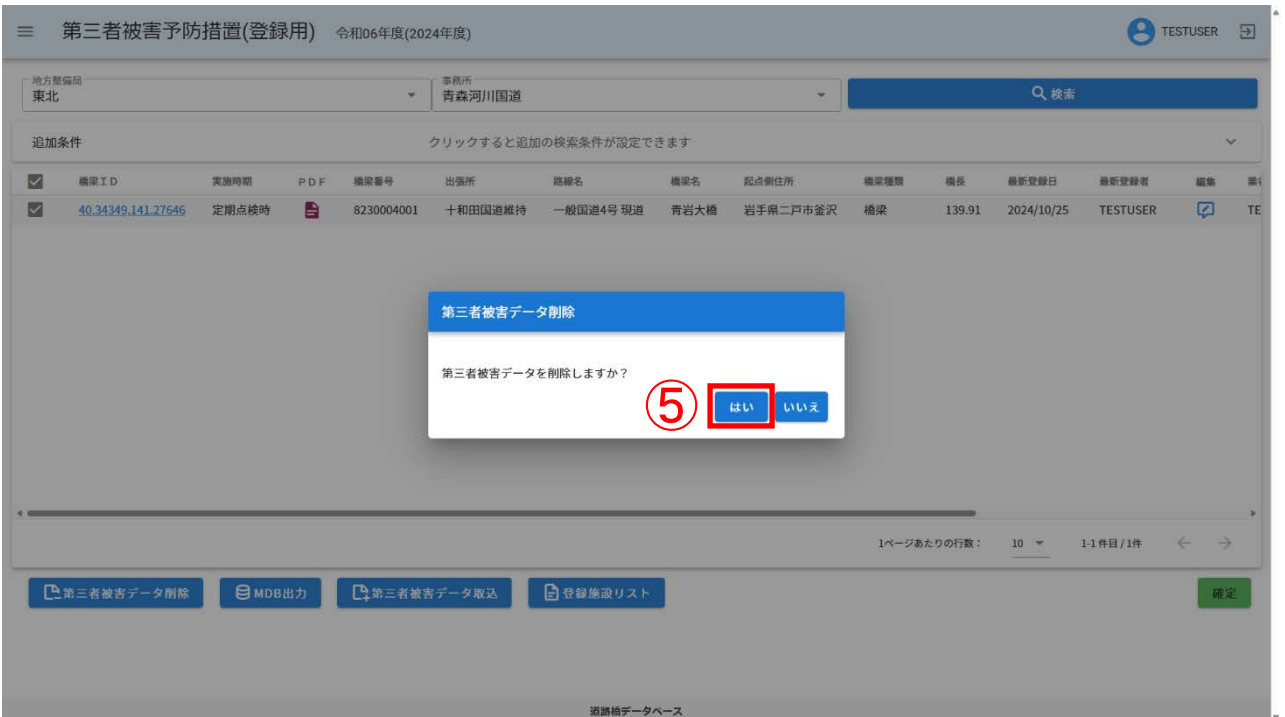 第三者被害予防措置(登録用) 令和06年度(2024年度) TESTUSER
地方整備局 事務所
東北 青森河川国道 検索
追加条件 クリックすると追加の検索条件が設定できます
橋梁ID 実施時期 PDF 橋梁番号 出張所 路線名 橋梁名 起点側住所 橋梁種類 橋長 最新登録日 最新登録者 編集
40.34349,141.27646 定期点検時 8230004001 十和田国道維持 一般国道4号 現道 青岩大橋 岩手県二戸市釜沢 橋梁 139.91 2024/10/25 TESTUSER TE
第三者被害データ削除
第三者被害データを削除しますか？
⑤ はい いいえ
1ページあたりの行数： 10 1-1 件目 / 1件
第三者被害データ削除 MDB出力 第三者被害データ取込 登録施設リスト 確定
道路橋データベース